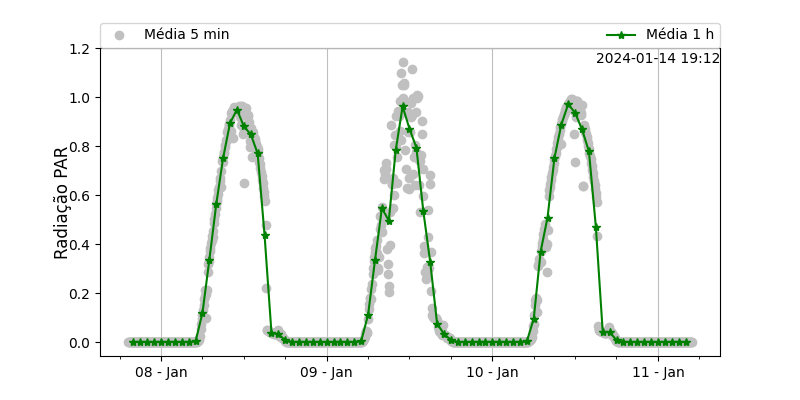 Média 5 min
Média 1 h
2024-01-14 19:12
Radiação PAR
1.2
1.0
0.8
0.6
0.4
0.2
0.0
08 - Jan
09 - Jan
10 - Jan
11 - Jan